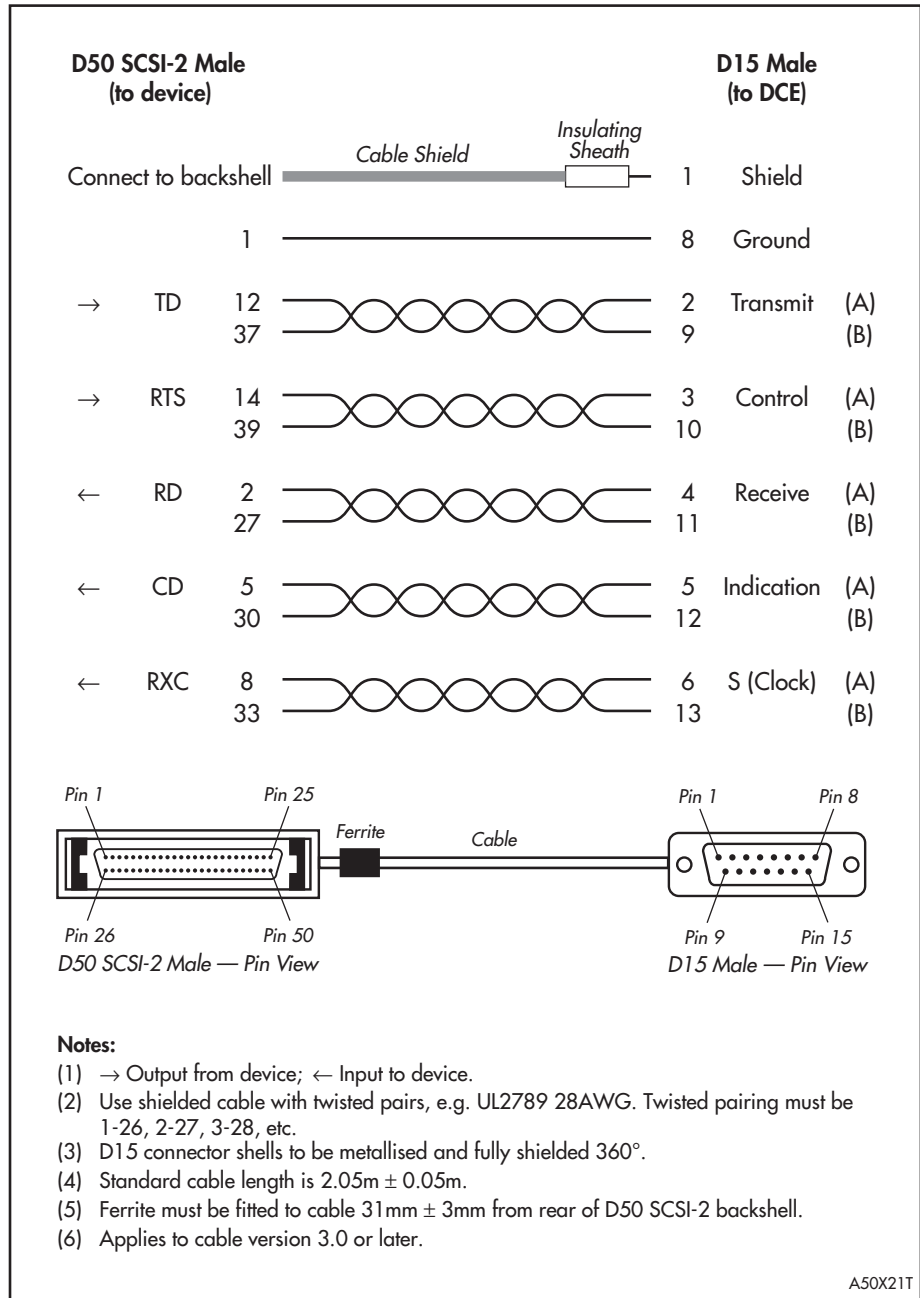 D50 SCSI-2 Male D15 Male
(to device) (to DCE)
Insulating
Cable Shield Sheath
Connect to backshell 1 Shield
1 8 Ground
→ TD 12 2 Transmit (A)
37 9 (B)
→ RTS 14 3 Control (A)
39 10 (B)
← RD 2 4 Receive (A)
27 11 (B)
← CD 5 5 Indication (A)
30 12 (B)
← RXC 8 6 S (Clock) (A)
33 13 (B)
Pin 1 Pin 25 Pin 1 Pin 8
Ferrite Cable
Pin 26 Pin 50 Pin 9 Pin 15
D50 SCSI-2 Male — Pin View D15 Male — Pin View
Notes:
(1) → Output from device; ← Input to device.
(2) Use shielded cable with twisted pairs, e.g. UL2789 28AWG. Twisted pairing must be
1-26, 2-27, 3-28, etc.
(3) D15 connector shells to be metallised and fully shielded 360°.
(4) Standard cable length is 2.05m ± 0.05m.
(5) Ferrite must be fitted to cable 31mm ± 3mm from rear of D50 SCSI-2 backshell.
(6) Applies to cable version 3.0 or later.
A50X21T